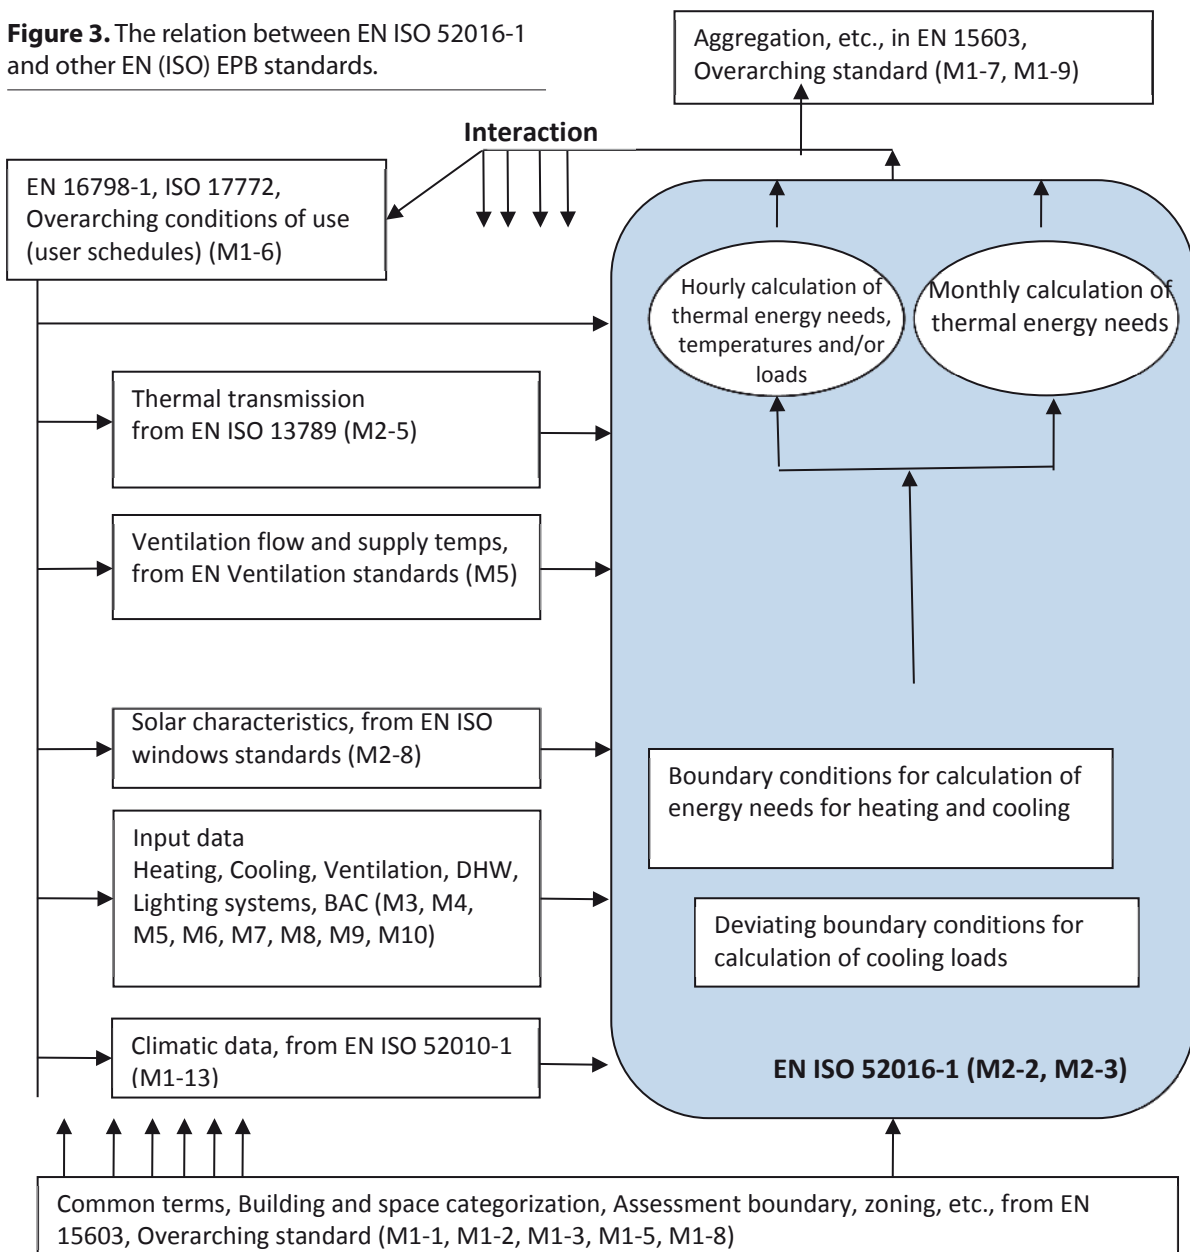 Figure 3. The relation between EN ISO 52016-1
and other EN (ISO) EPB standards.
Aggregation, etc., in EN 15603,
Overarching standard (M1-7, M1-9)
Interaction
EN 16798-1, ISO 17772,
Overarching conditions of use
(user schedules) (M1-6)
Hourly calculation of
thermal energy needs,
temperatures and/or
loads
Monthly calculation of
thermal energy needs
Thermal transmission
from EN ISO 13789 (M2-5)
Ventilation flow and supply temps,
from EN Ventilation standards (M5)
Solar characteristics, from EN ISO
windows standards (M2-8)
Boundary conditions for calculation of
energy needs for heating and cooling
Input data
Heating, Cooling, Ventilation, DHW,
Lighting systems, BAC (M3, M4,
M5, M6, M7, M8, M9, M10)
Deviating boundary conditions for
calculation of cooling loads
Climatic data, from EN ISO 52010-1
(M1-13)
EN ISO 52016-1 (M2-2, M2-3)
Common terms, Building and space categorization, Assessment boundary, zoning, etc., from EN
15603, Overarching standard (M1-1, M1-2, M1-3, M1-5, M1-8)